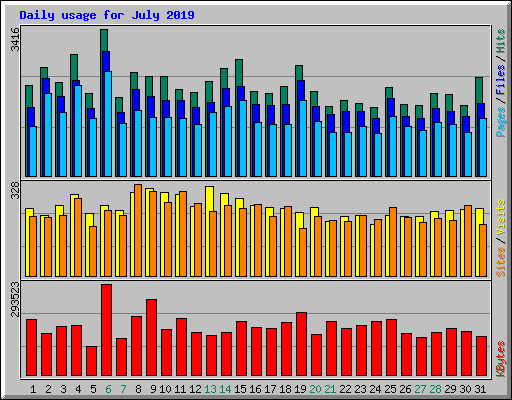 Daily usage for July 2019
3416
Pages / Files / Hits
328
Sites / Visits
293523
KBytes
1 2 3 4 5 6 7 8 9 10 11 12 13 14 15 16 17 18 19 20 21 22 23 24 25 26 27 28 29 30 31